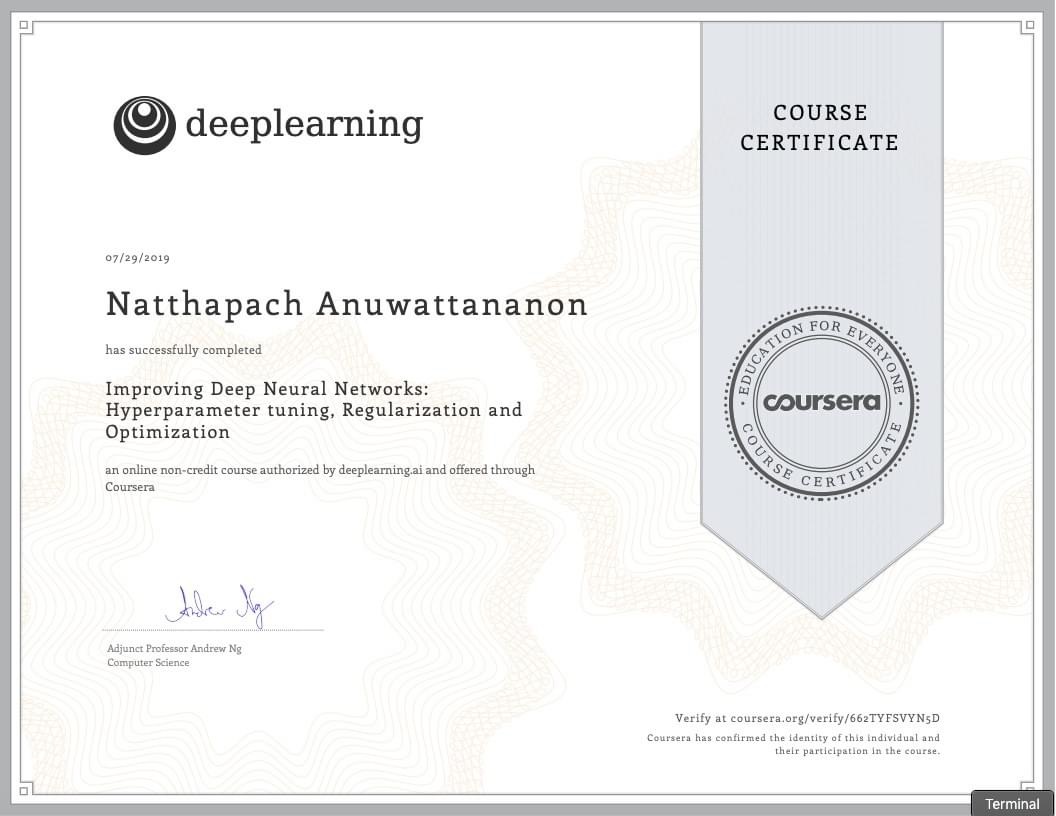 deeplearning
COURSE
CERTIFICATE
07/29/2019
Natthapach Anuwattananon
has successfully completed
Improving Deep Neural Networks:
Hyperparameter tuning, Regularization and
Optimization
an online non-credit course authorized by deeplearning.ai and offered through
Coursera
EDUCATION FOR EVERYONE
coursera
COURSE CERTIFICATE
Andrew Ng
Adjunct Professor Andrew Ng
Computer Science
Verify at coursera.org/verify/662TYFSVYN5D
Coursera has confirmed the identity of this individual and
their participation in the course.
Terminal